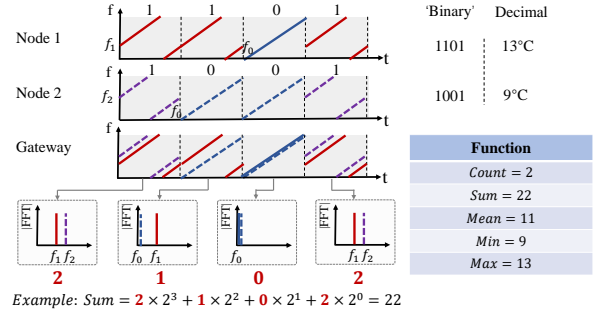 f 1 1 0 1 'Binary' Decimal
Node 1 f₁ f₀ t 1101 13°C
f 1 0 0 1
Node 2 f₂ f₀ t 1001 9°C
f
Gateway t
Function
Count = 2
Sum = 22
Mean = 11
Min = 9
Max = 13
|FFT| |FFT| |FFT| |FFT|
f₁ f₂ f₀ f₁ f₀ f₁ f₂
2 1 0 2
Example: Sum = 2 × 2³ + 1 × 2² + 0 × 2¹ + 2 × 2⁰ = 22